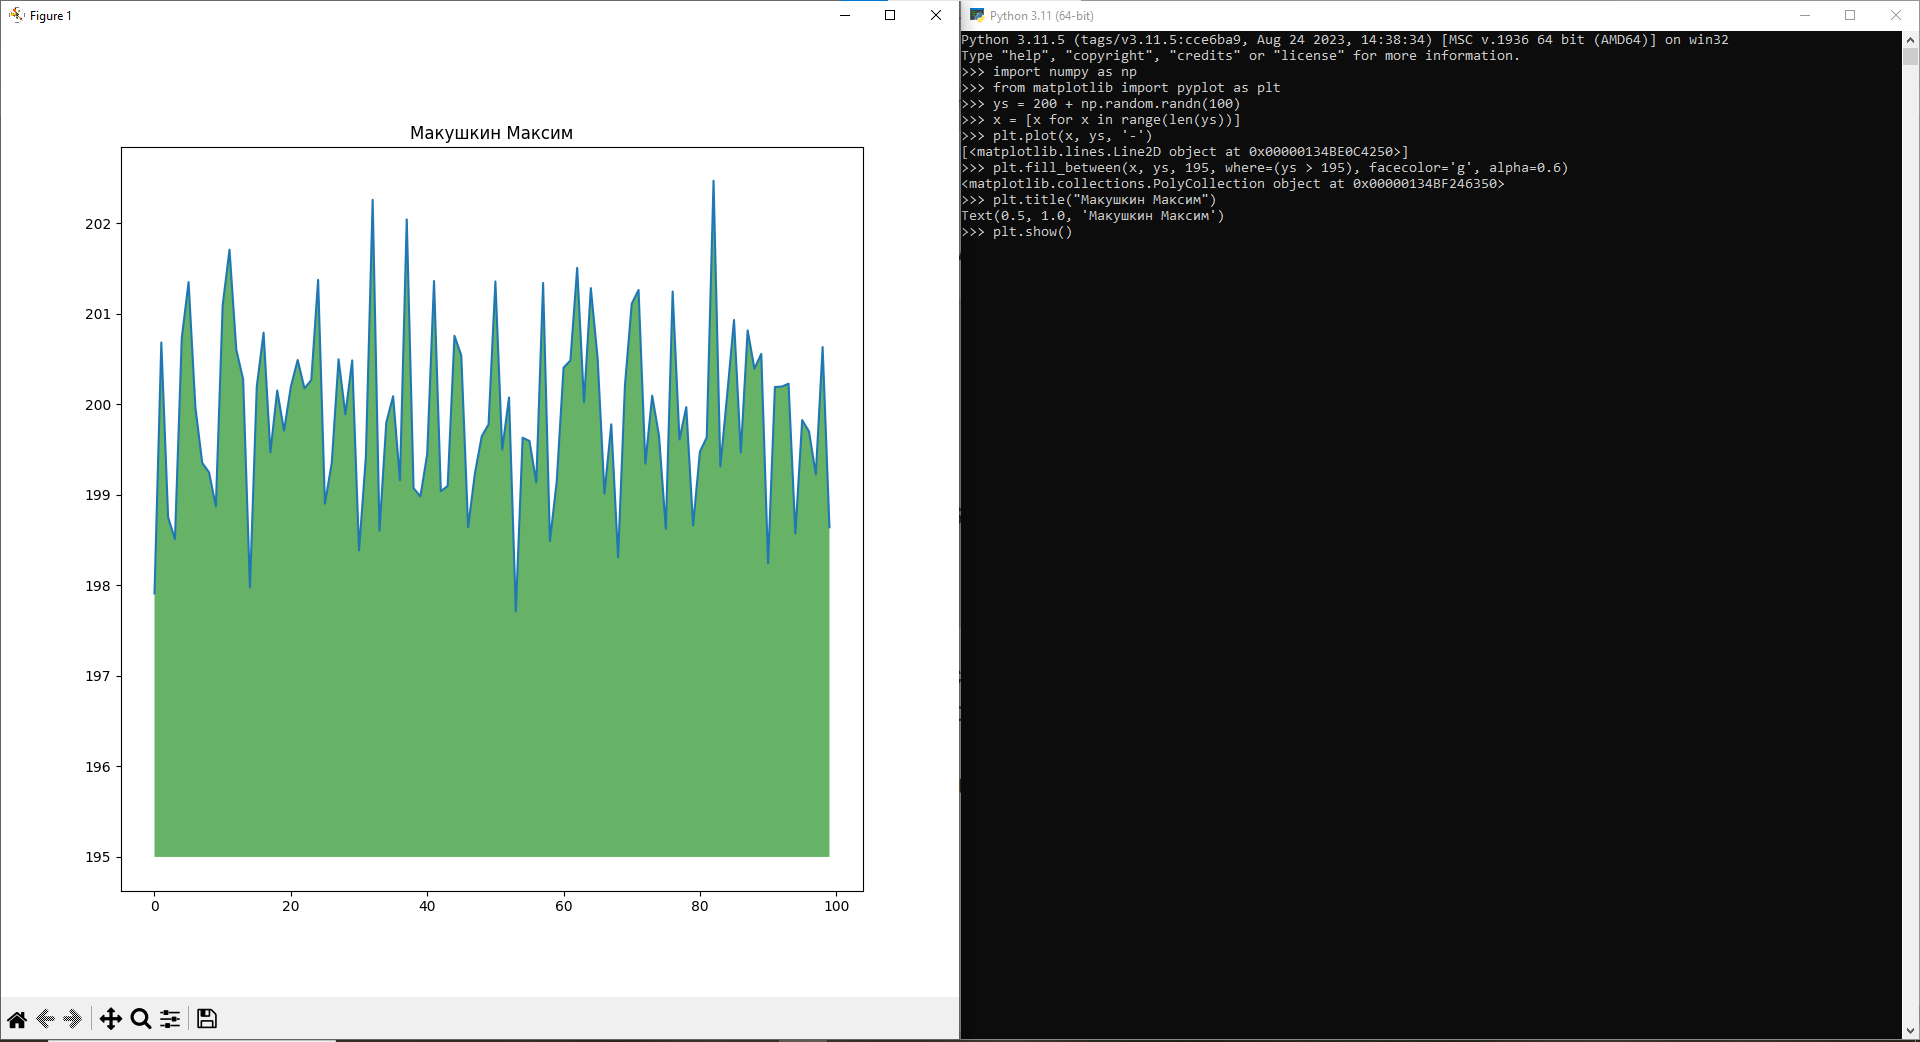 Figure 1
Макушкин Максим
202
201
200
199
198
197
196
195
0 20 40 60 80 100
Python 3.11 (64-bit)
Python 3.11.5 (tags/v3.11.5:cce6ba9, Aug 24 2023, 14:38:34) [MSC v.1936 64 bit (AMD64)] on win32
Type "help", "copyright", "credits" or "license" for more information.
>>> import numpy as np
>>> from matplotlib import pyplot as plt
>>> ys = 200 + np.random.randn(100)
>>> x = [x for x in range(len(ys))]
>>> plt.plot(x, ys, '-')
[<matplotlib.lines.Line2D object at 0x00000134BE0C4250>]
>>> plt.fill_between(x, ys, 195, where=(ys > 195), facecolor='g', alpha=0.6)
<matplotlib.collections.PolyCollection object at 0x00000134BF246350>
>>> plt.title("Макушкин Максим")
Text(0.5, 1.0, 'Макушкин Максим')
>>> plt.show()